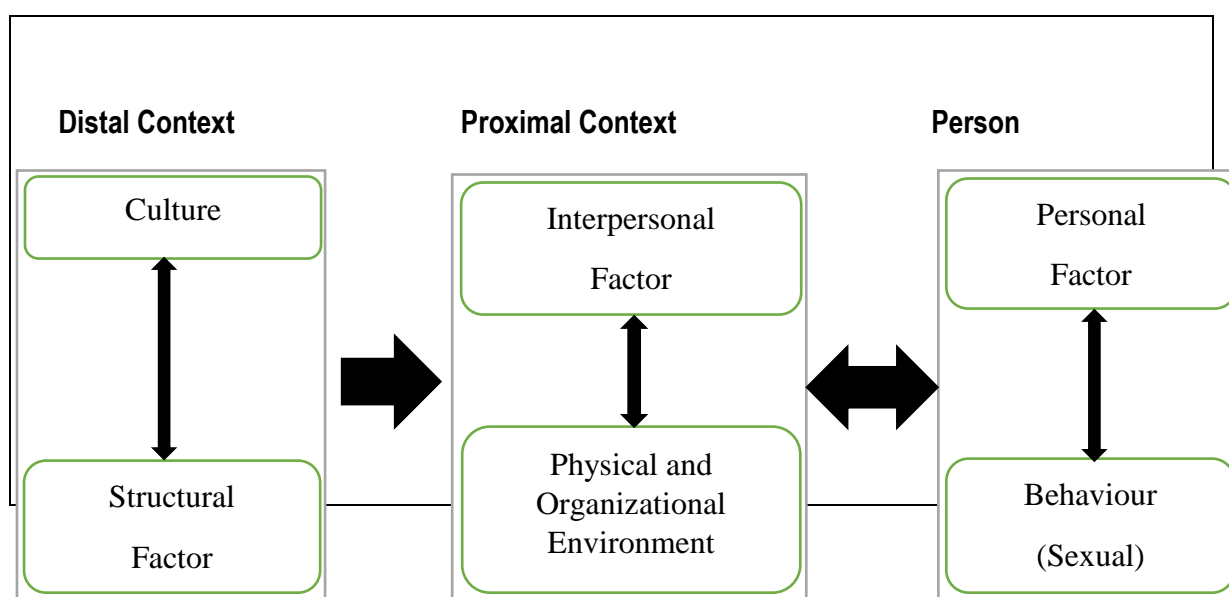 Distal Context
Proximal Context
Person
Culture
Structural
Factor
Interpersonal
Factor
Physical and
Organizational
Environment
Personal
Factor
Behaviour
(Sexual)